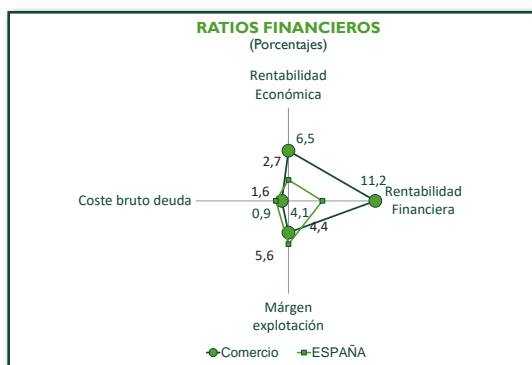 RATIOS FINANCIEROS
(Porcentajes)
Rentabilidad
Económica
6,5
2,7
11,2
1,6
Coste bruto deuda
Rentabilidad
Financiera
0,9
4,1
4,4
5,6
Márgen
explotación
Comercio
ESPAÑA